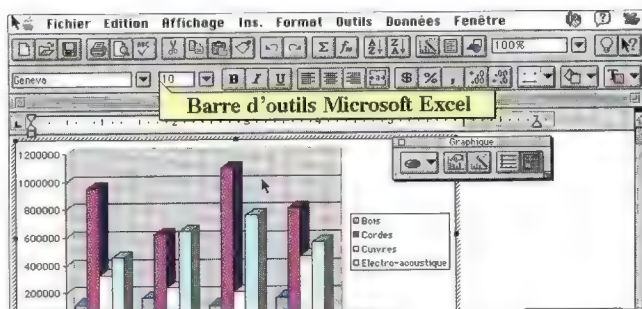 Fichier Edition Affichage Ins. Format Outils Données Fenêtre
100%
Geneva 10 B I U $ % ,
Barre d'outils Microsoft Excel
Graphique
1200000
1000000
800000
600000
400000
200000
Bois
Cordes
Cuivres
Electro-acoustique